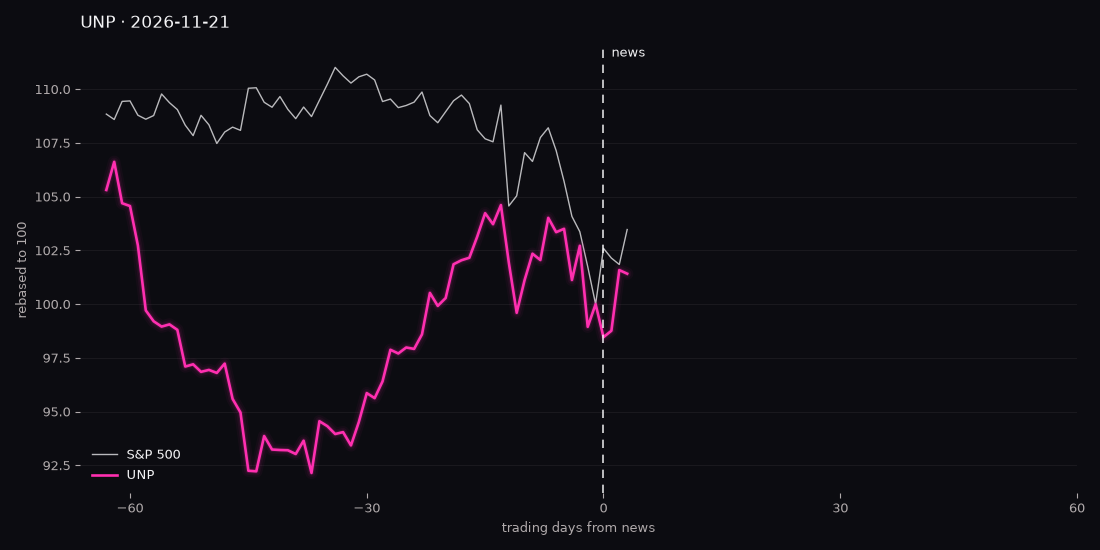 UNP · 2026-11-21
news
110.0
107.5
105.0
102.5
100.0
97.5
95.0
92.5
rebased to 100
S&P 500
UNP
−60
−30
0
30
60
trading days from news